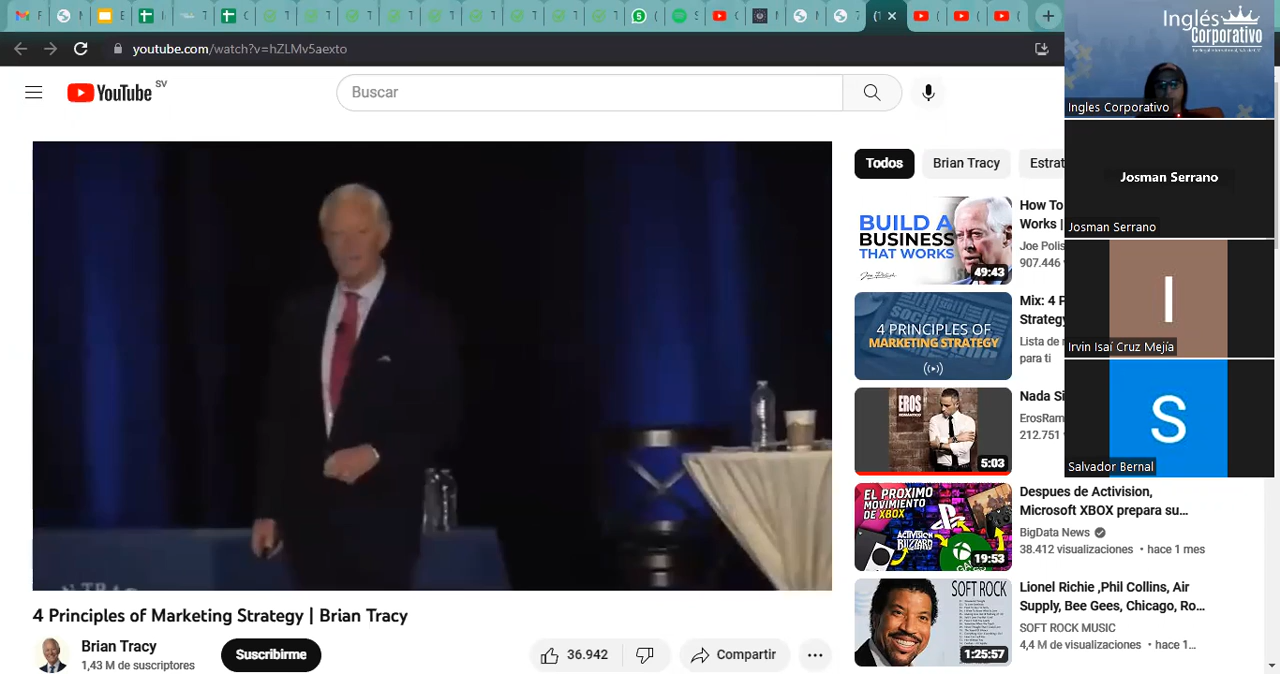 youtube.com/watch?v=hZLMv5aexto
YouTube SV
Buscar
Inglés
Corporativo
Ingles Corporativo
Josman Serrano
Josman Serrano
I
Irvin Isaí Cruz Mejía
S
Salvador Bernal
Todos
Brian Tracy
Estrat
BUILD A
BUSINESS
THAT WORKS
49:43
How To
Works |
Joe Polis
907.446
4 PRINCIPLES OF
MARKETING STRATEGY
Mix: 4 P
Strategy
Lista de
para ti
EROS
5:03
Nada Si
ErosRam
212.751
EL PROXIMO
MOVIMIENTO
DE XBOX
ACTIVISION
BLIZZARD
19:53
Despues de Activision,
Microsoft XBOX prepara su...
BigData News
38.412 visualizaciones • hace 1 mes
SOFT ROCK
1:25:57
Lionel Richie ,Phil Collins, Air
Supply, Bee Gees, Chicago, Ro...
SOFT ROCK MUSIC
4,4 M de visualizaciones • hace 1...
N TRAC
4 Principles of Marketing Strategy | Brian Tracy
Brian Tracy
1,43 M de suscriptores
Suscribirme
36.942
Compartir